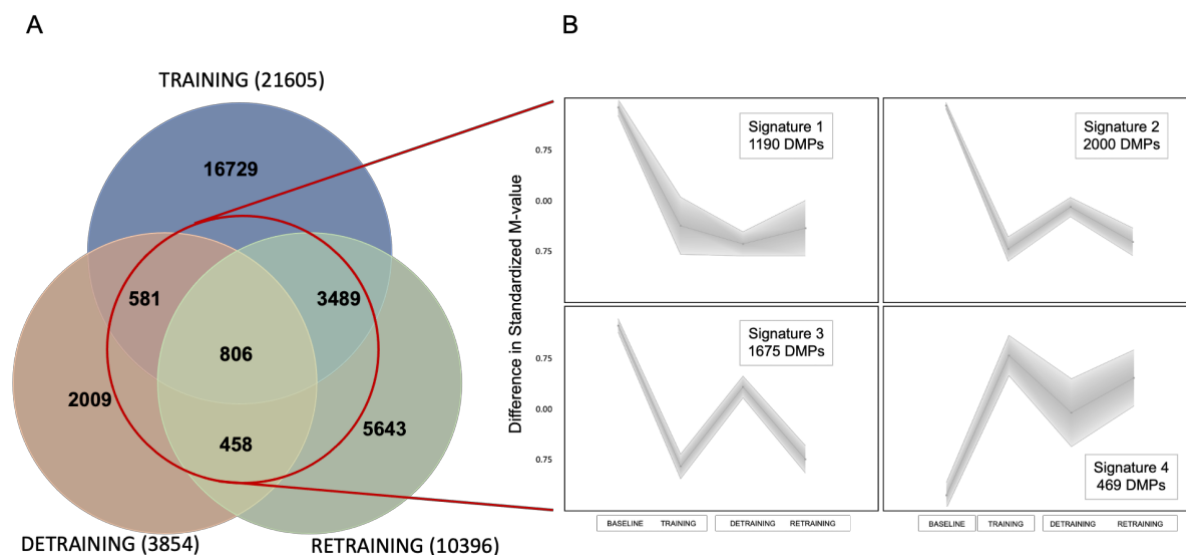 A
B
TRAINING (21605)
16729
581
3489
806
2009
458
5643
DETRAINING (3854)
RETRAINING (10396)
Difference in Standardized M-value
0.75
0.00
0.75
0.75
0.00
0.75
Signature 1
1190 DMPs
Signature 2
2000 DMPs
Signature 3
1675 DMPs
Signature 4
469 DMPs
BASELINE TRAINING DETRAINING RETRAINING
BASELINE TRAINING DETRAINING RETRAINING